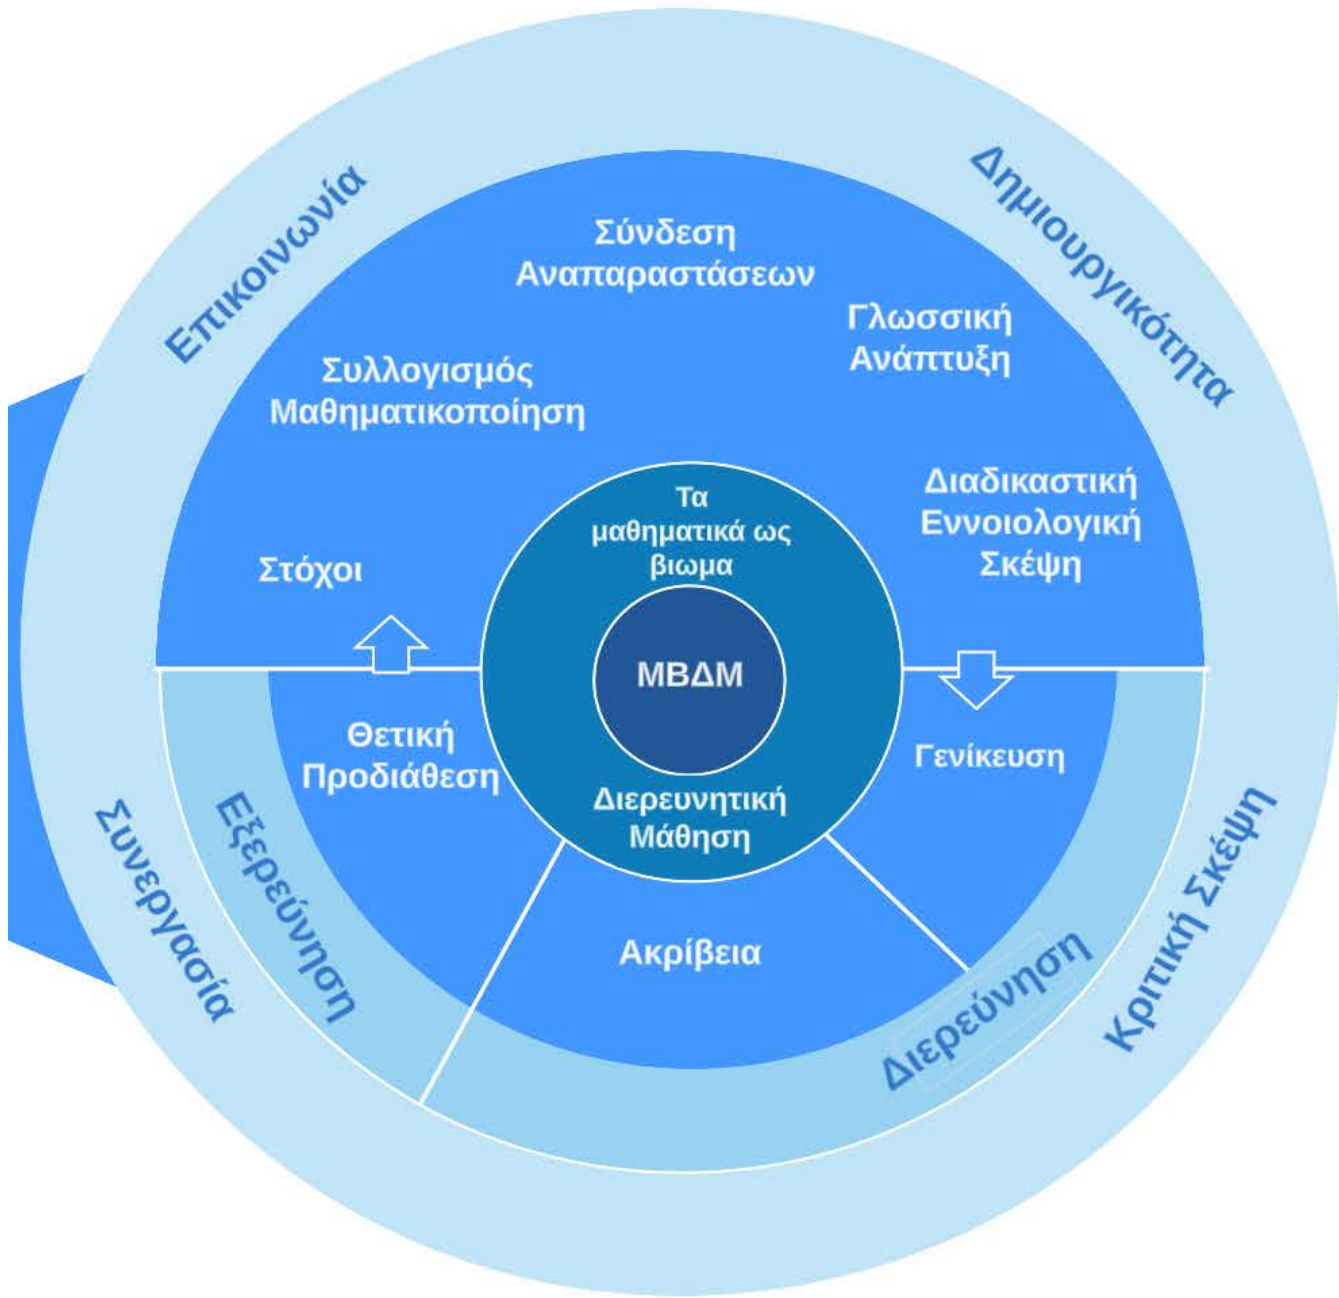 Επικοινωνία
Δημιουργικότητα
Σύνδεση
Αναπαραστάσεων
Γλωσσική
Ανάπτυξη
Συλλογισμός
Μαθηματικοποίηση
Διαδικαστική
Εννοιολογική
Σκέψη
Στόχοι
Τα
μαθηματικά ως
βιωμα
ΜΒΔΜ
Διερευνητική
Μάθηση
Θετική
Προδιάθεση
Γενίκευση
Ακρίβεια
Εξερεύνηση
Διερεύνηση
Συνεργασία
Κριτική Σκέψη